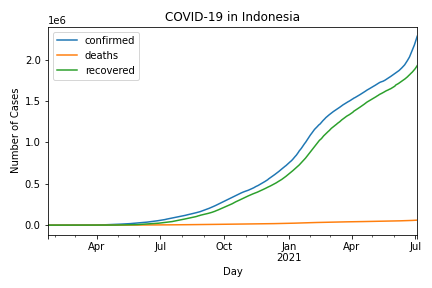 COVID-19 in Indonesia
1e6
confirmed
deaths
recovered
2.0
1.5
1.0
0.5
0.0
Number of Cases
Apr Jul Oct Jan Apr Jul
2021
Day